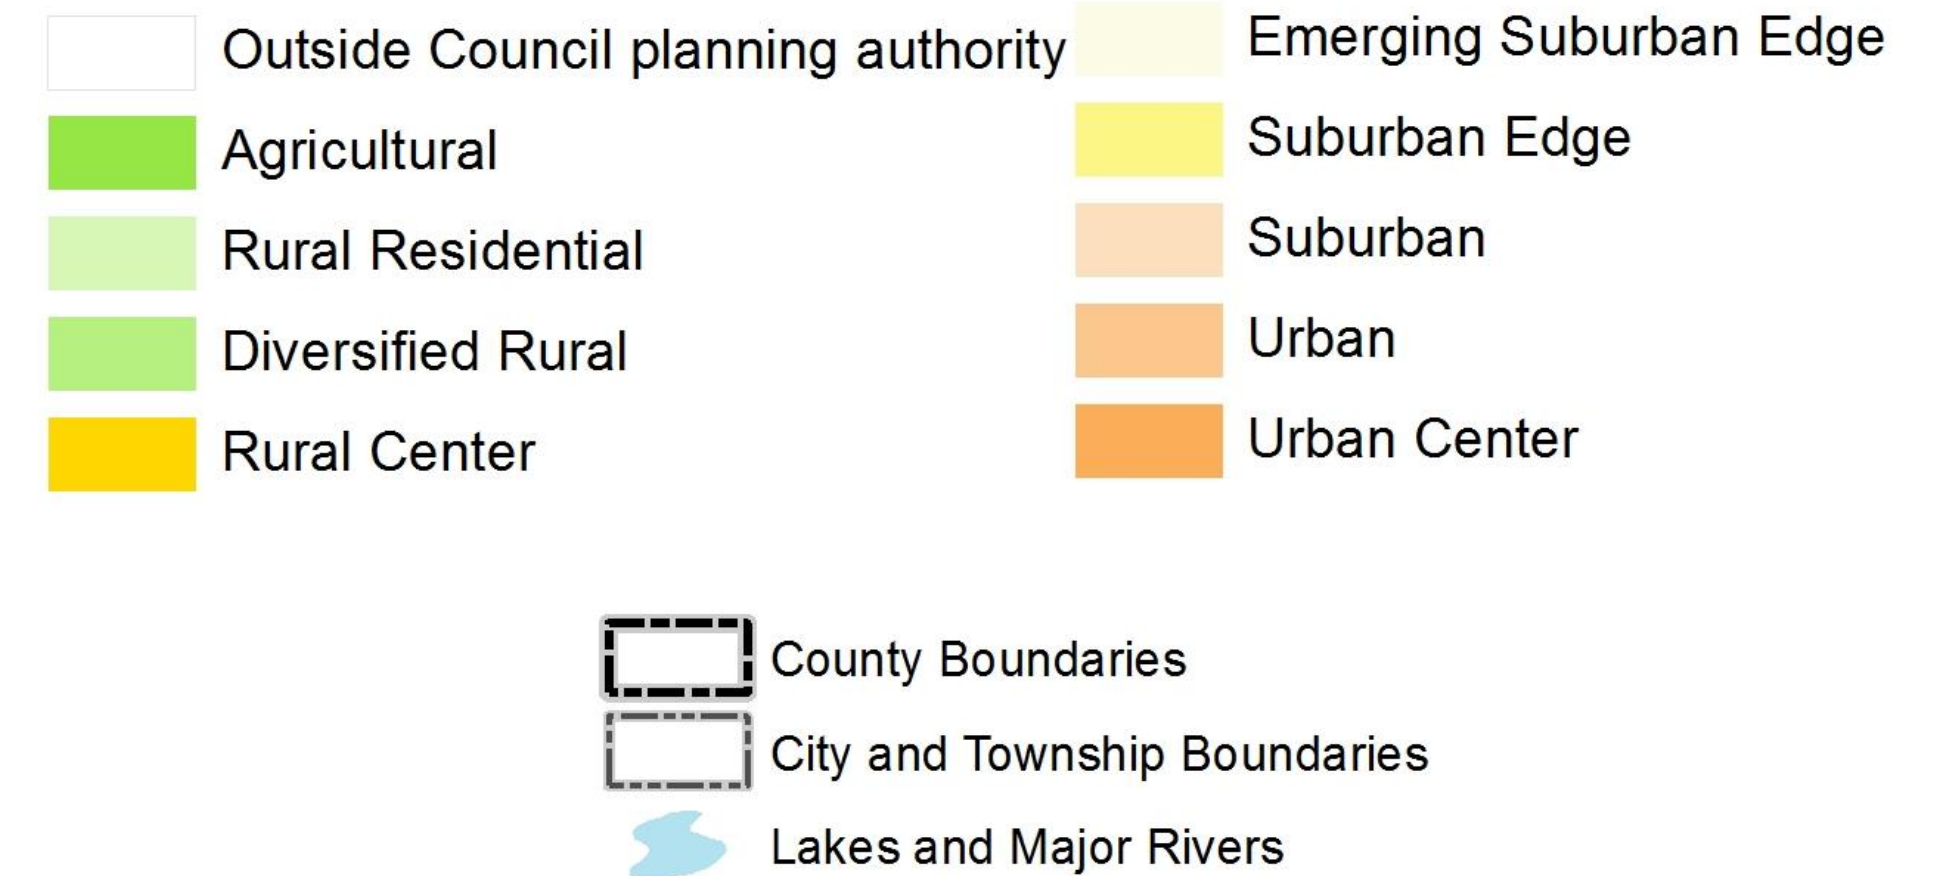 Outside Council planning authority
Agricultural
Rural Residential
Diversified Rural
Rural Center
Emerging Suburban Edge
Suburban Edge
Suburban
Urban
Urban Center
County Boundaries
City and Township Boundaries
Lakes and Major Rivers